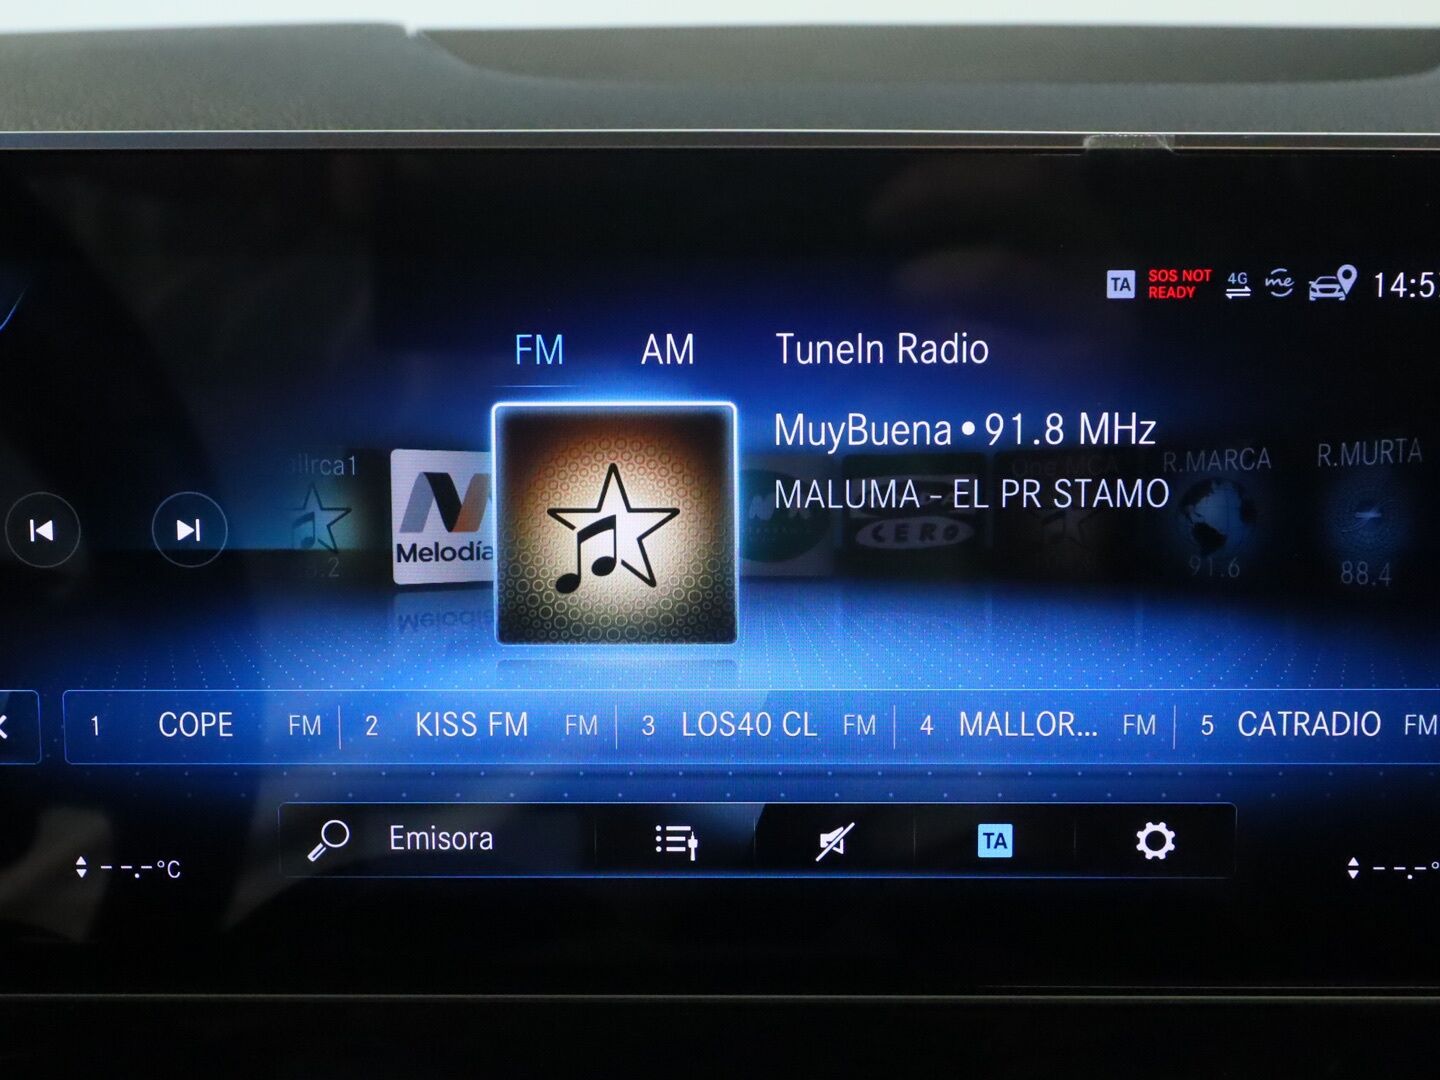 TA SOS NOT READY 4G me
FM AM TuneIn Radio
MuyBuena • 91.8 MHz
MALUMA - EL PR STAMO
R.MARCA
R.MURTA
Melodía
CERO
91.6
88.4
1 COPE FM 2 KISS FM FM 3 LOS40 CL FM 4 MALLOR... FM 5 CATRADIO FM
Emisora TA
--.-°C